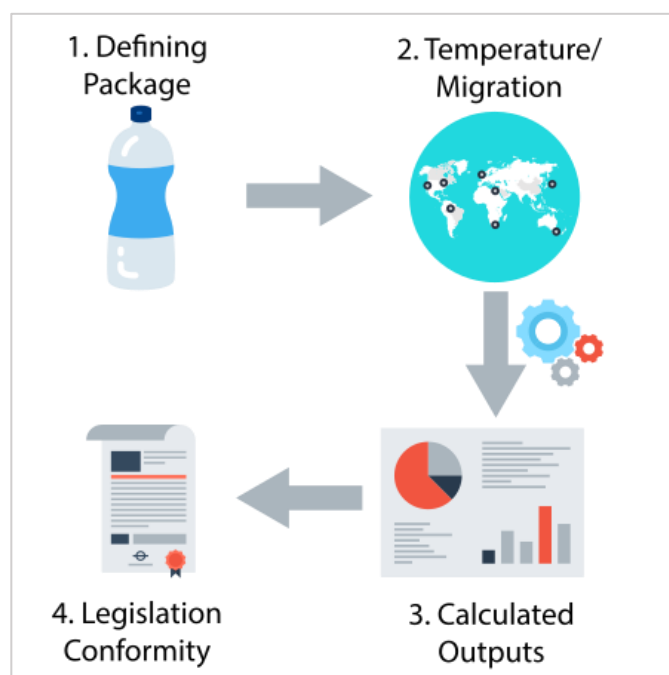 1. Defining
Package
2. Temperature/
Migration
4. Legislation
Conformity
3. Calculated
Outputs